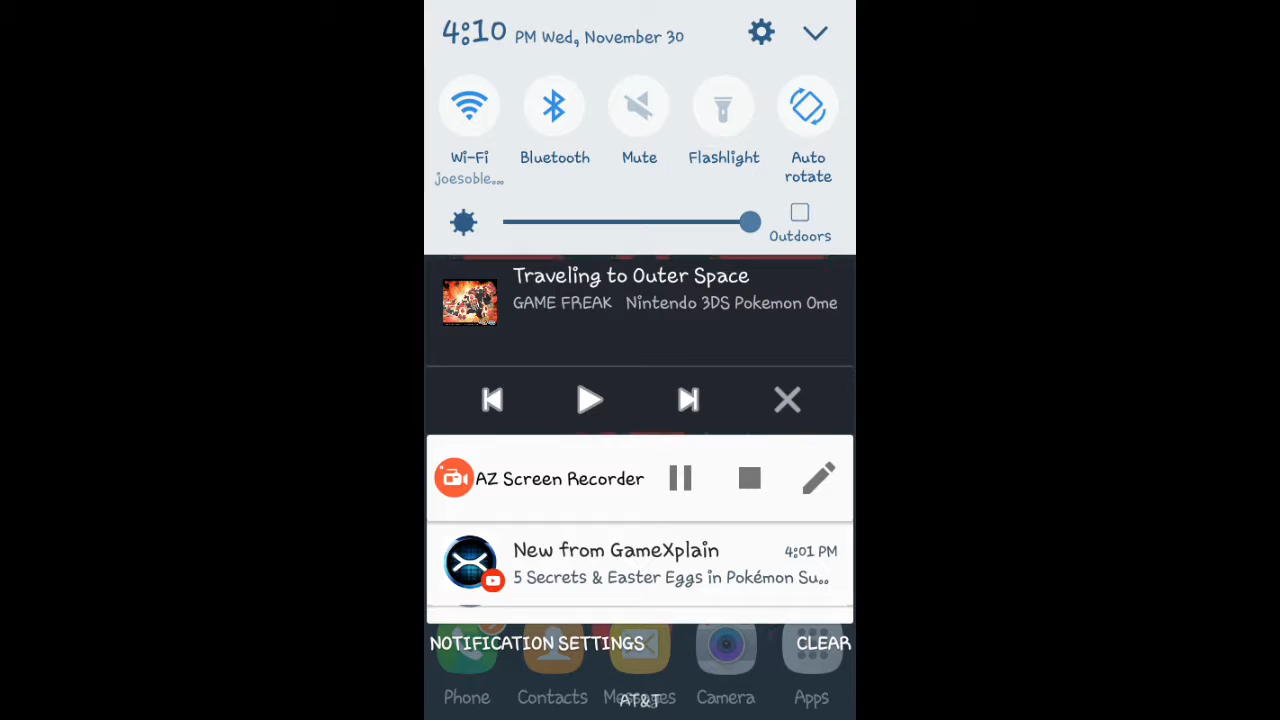 4:10 PM Wed, November 30
Wi-Fi Bluetooth Mute Flashlight Auto rotate
joesoble...
Outdoors
Traveling to Outer Space
GAME FREAK Nintendo 3DS Pokemon Ome
AZ Screen Recorder
New from GameXplain 4:01 PM
5 Secrets & Easter Eggs in Pokémon Su..
NOTIFICATION SETTINGS CLEAR
Phone Contacts Messages Camera Apps
AT&T